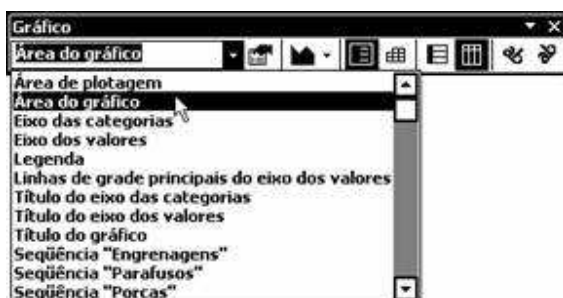 Gráfico
Área do gráfico
Área de plotagem
Área do gráfico
Eixo das categorias
Eixo dos valores
Legenda
Linhas de grade principais do eixo dos valores
Título do eixo das categorias
Título do eixo dos valores
Título do gráfico
Seqüência "Engrenagens"
Seqüência "Parafusos"
Seqüência "Porcas"